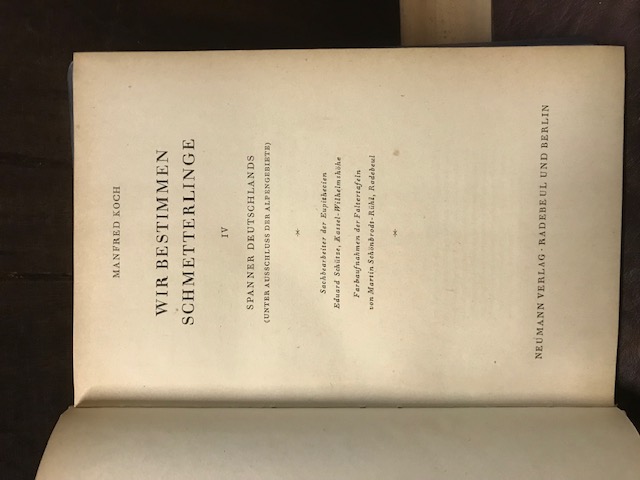 MANFRED KOCH
WIR BESTIMMEN
SCHMETTERLINGE
IV
SPANNER DEUTSCHLANDS
(UNTER AUSSCHLUSS DER ALPENGEBIETE)
*
Sachbearbeiter der Eupithecien
Eduard Schütze, Kassel-Wilhelmshöhe
Farbaufnahmen der Faltertafeln
von Martin Schönbrodt-Rühl, Radebeul
*
NEUMANN VERLAG · RADEBEUL UND BERLIN